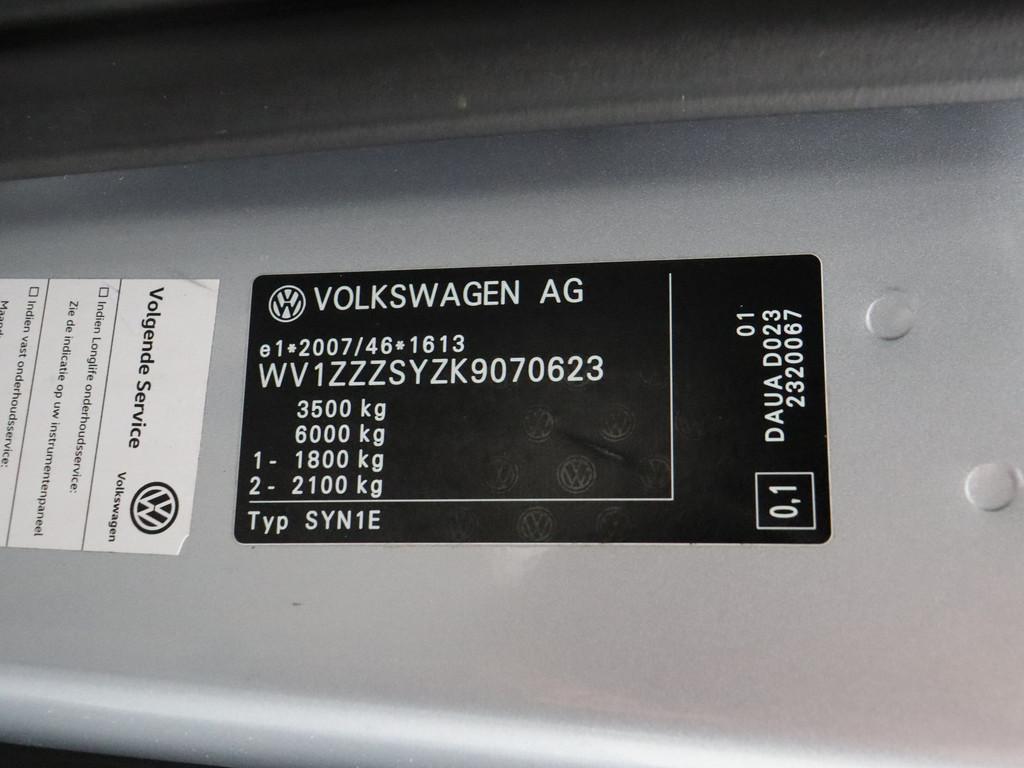 VOLKSWAGEN AG
e1*2007/46*1613
WV1ZZZSYZK9070623
3500 kg
6000 kg
1- 1800 kg
2- 2100 kg
Typ SYN1E
01
DAUA D023
2320067
0,1
Volkswagen
Volgende Service
☐ Indien Longlife onderhoudsservice:
Zie de indicatie op uw instrumentenpaneel
☐ Indien vast onderhoudsservice:
Maand: